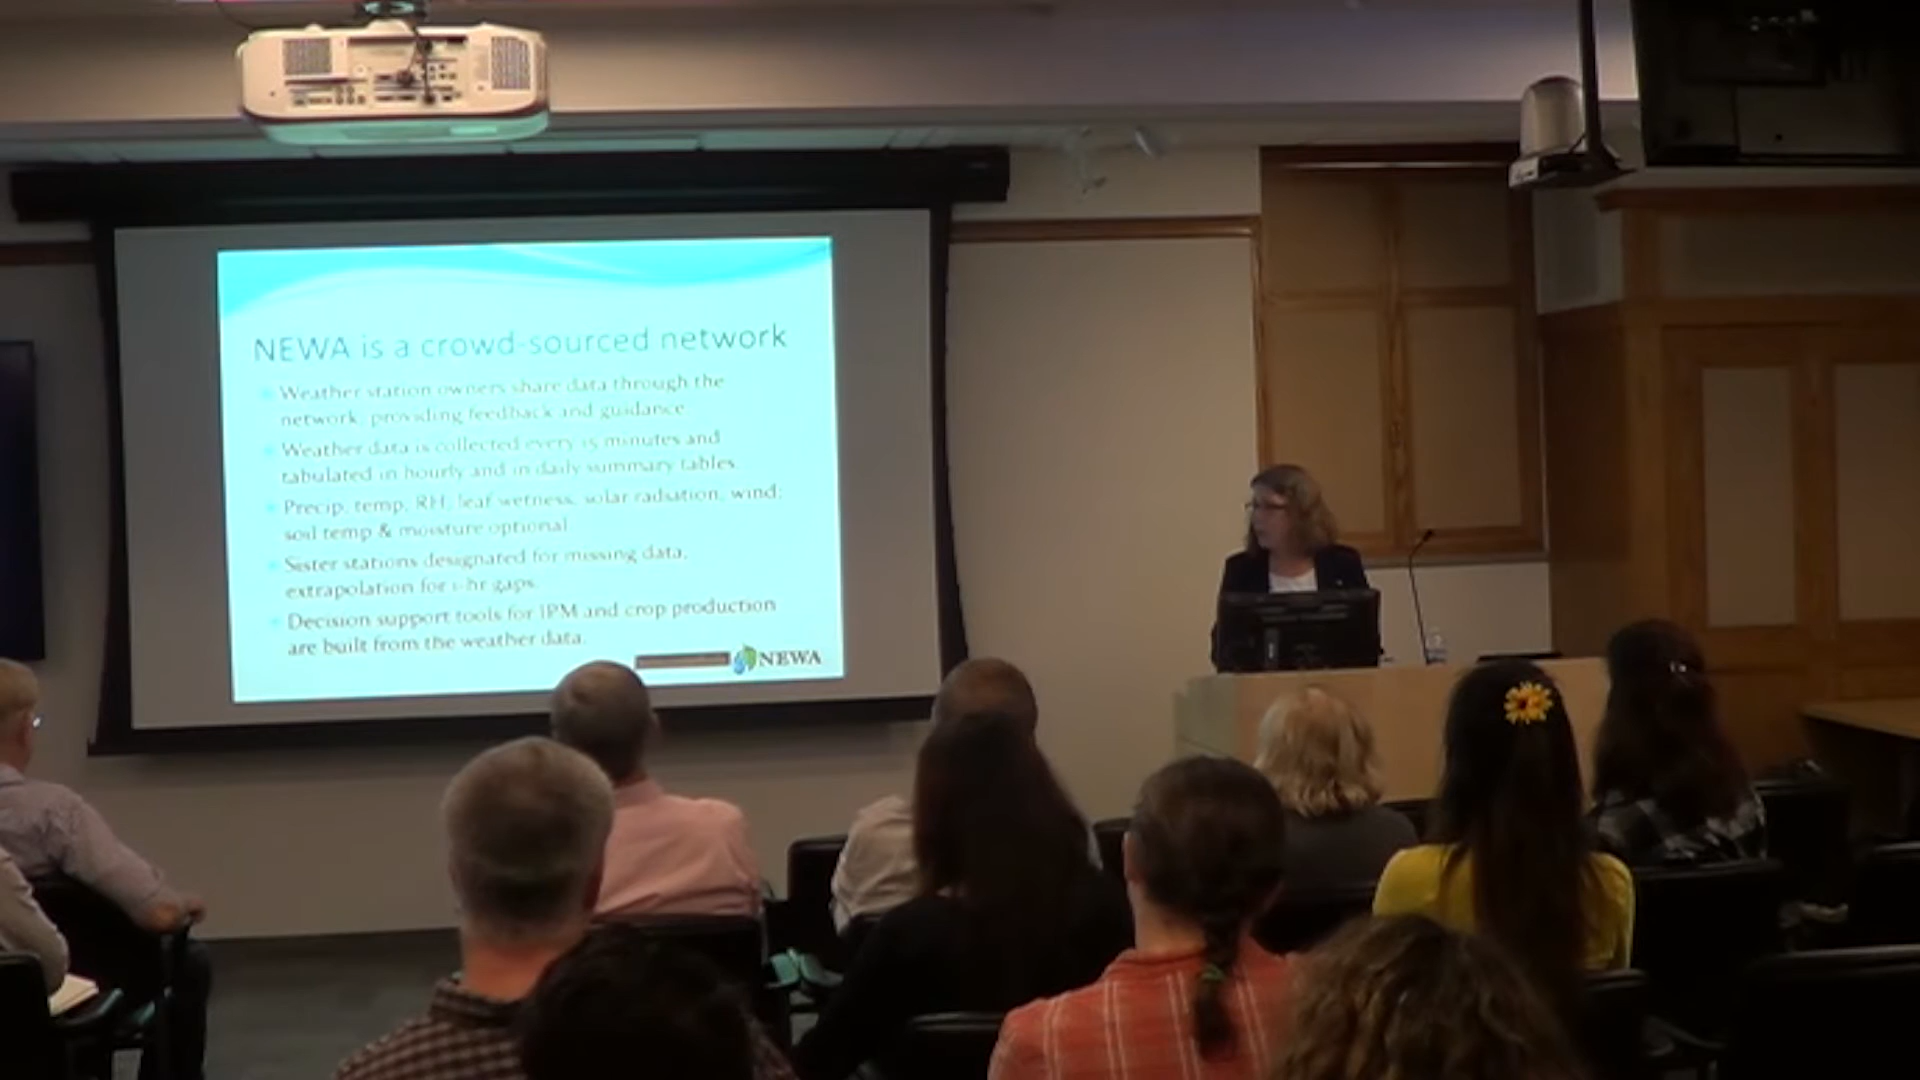 NEWA is a crowd-sourced network
Weather station owners share data through the
network, providing feedback and guidance.
Weather data is collected every 15 minutes and
tabulated in hourly and in daily summary tables.
Precip, temp, RH, leaf wetness, solar radiation, wind;
soil temp & moisture optional
Sister stations designated for missing data,
extrapolation for 1-hr gaps.
Decision support tools for IPM and crop production
are built from the weather data.
NEWA